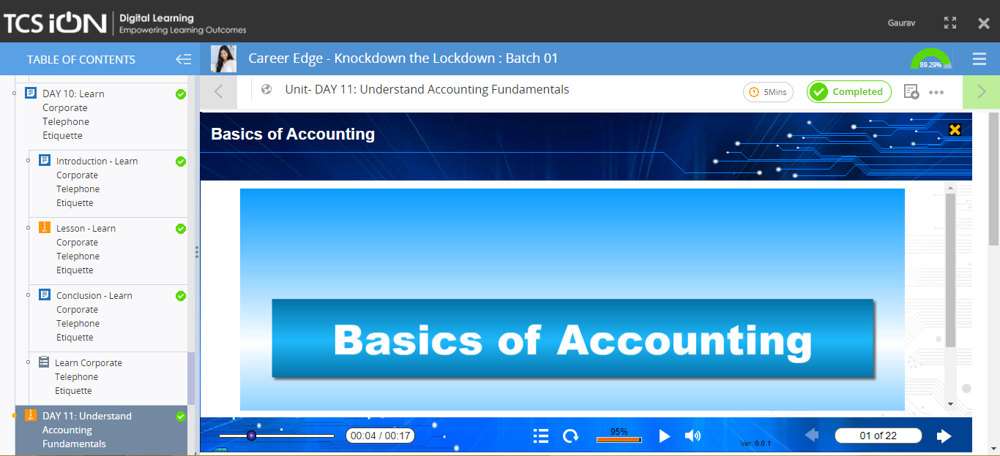 TCS iON
Digital Learning
Empowering Learning Outcomes
Gaurav
TABLE OF CONTENTS
Career Edge - Knockdown the Lockdown : Batch 01
89.29%
DAY 10: Learn
Corporate
Telephone
Etiquette
Introduction - Learn
Corporate
Telephone
Etiquette
Lesson - Learn
Corporate
Telephone
Etiquette
Conclusion - Learn
Corporate
Telephone
Etiquette
Learn Corporate
Telephone
Etiquette
DAY 11: Understand
Accounting
Fundamentals
Unit- DAY 11: Understand Accounting Fundamentals
5Mins
Completed
Basics of Accounting
Basics of Accounting
00:04 / 00:17
95%
Ver.:0.0.1
01 of 22